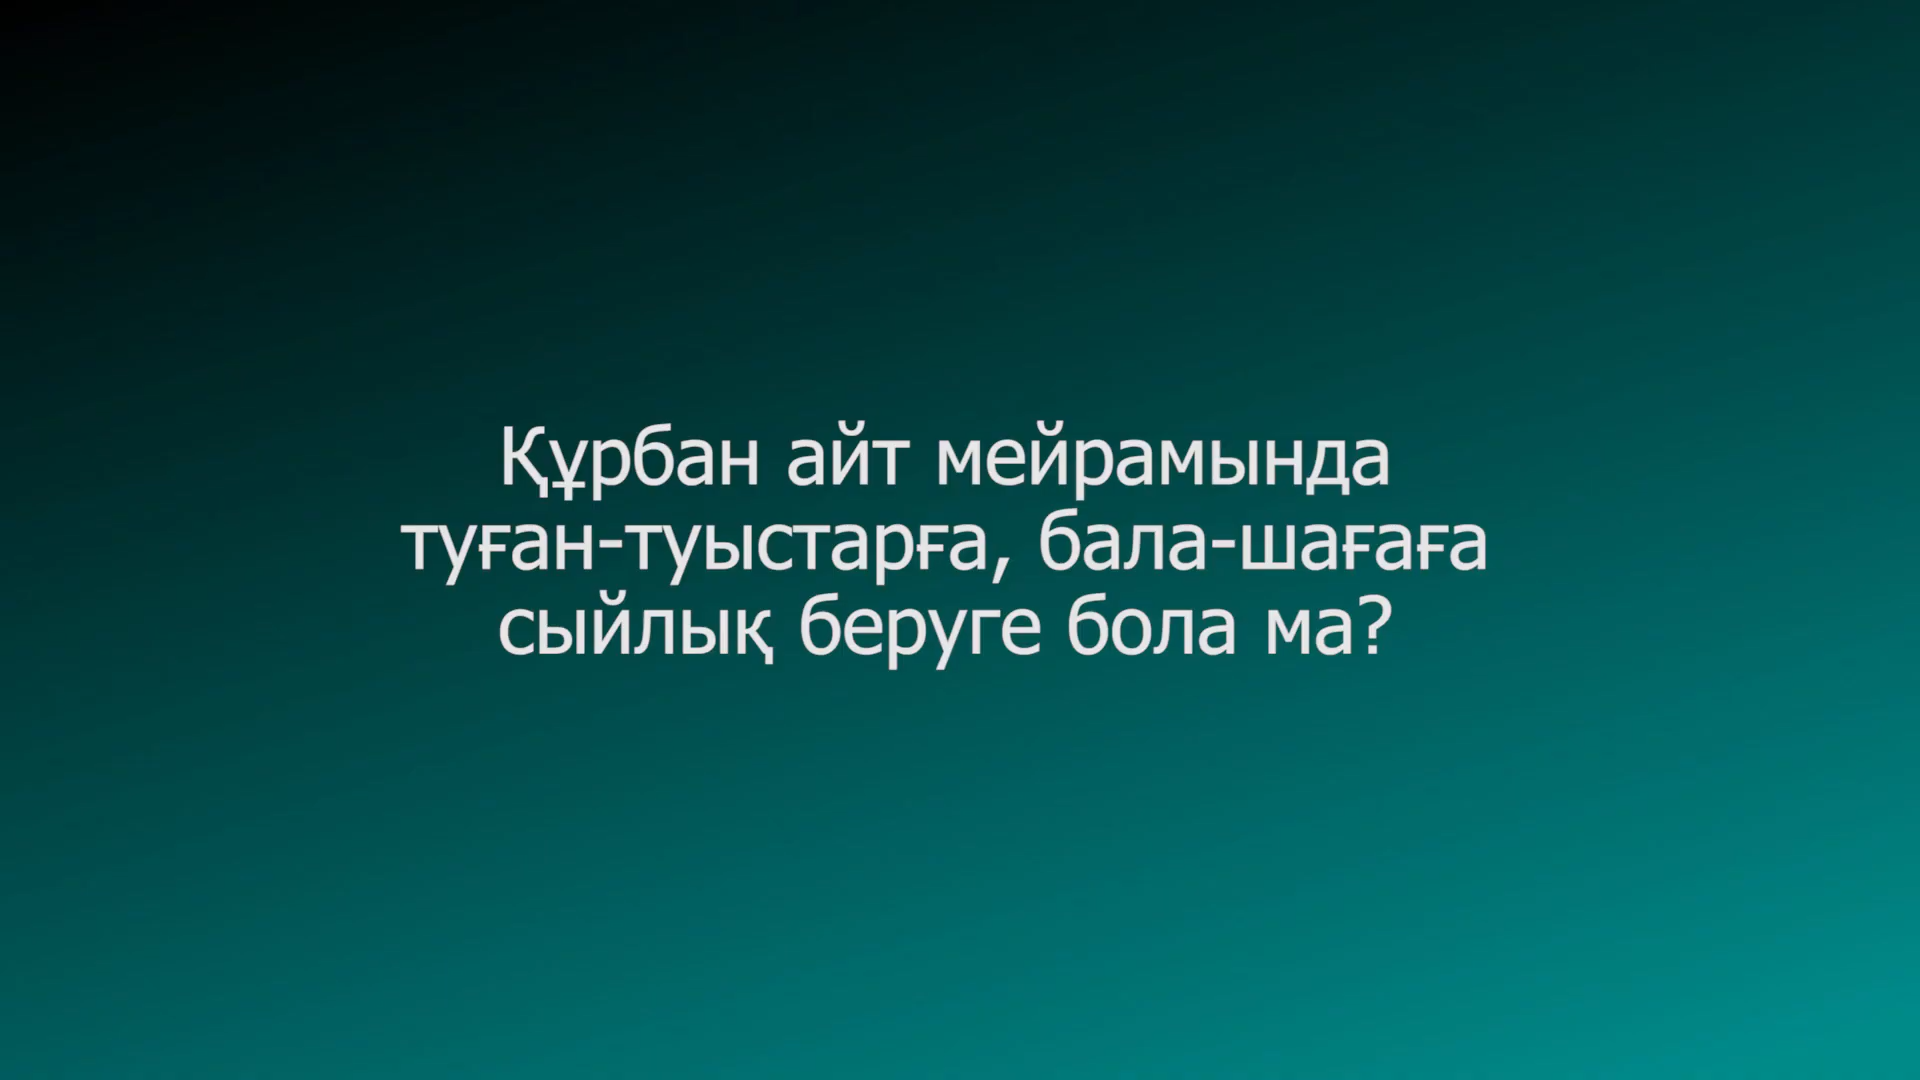 Құрбан айт мейрамында
туған-туыстарға, бала-шағаға
сыйлық беруге бола ма?